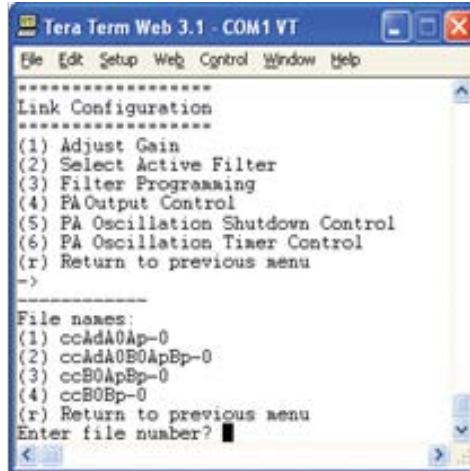 Tera Term Web 3.1 - COM1 VT
File Edit Setup Web Control Window Help
==================
Link Configuration
==================
(1) Adjust Gain
(2) Select Active Filter
(3) Filter Programming
(4) PA Output Control
(5) PA Oscillation Shutdown Control
(6) PA Oscillation Timer Control
(r) Return to previous menu
->
------------
File names:
(1) ccAdA0Ap-0
(2) ccAdA0B0ApBp-0
(3) ccB0ApBp-0
(4) ccB0Bp-0
(r) Return to previous menu
Enter file number?